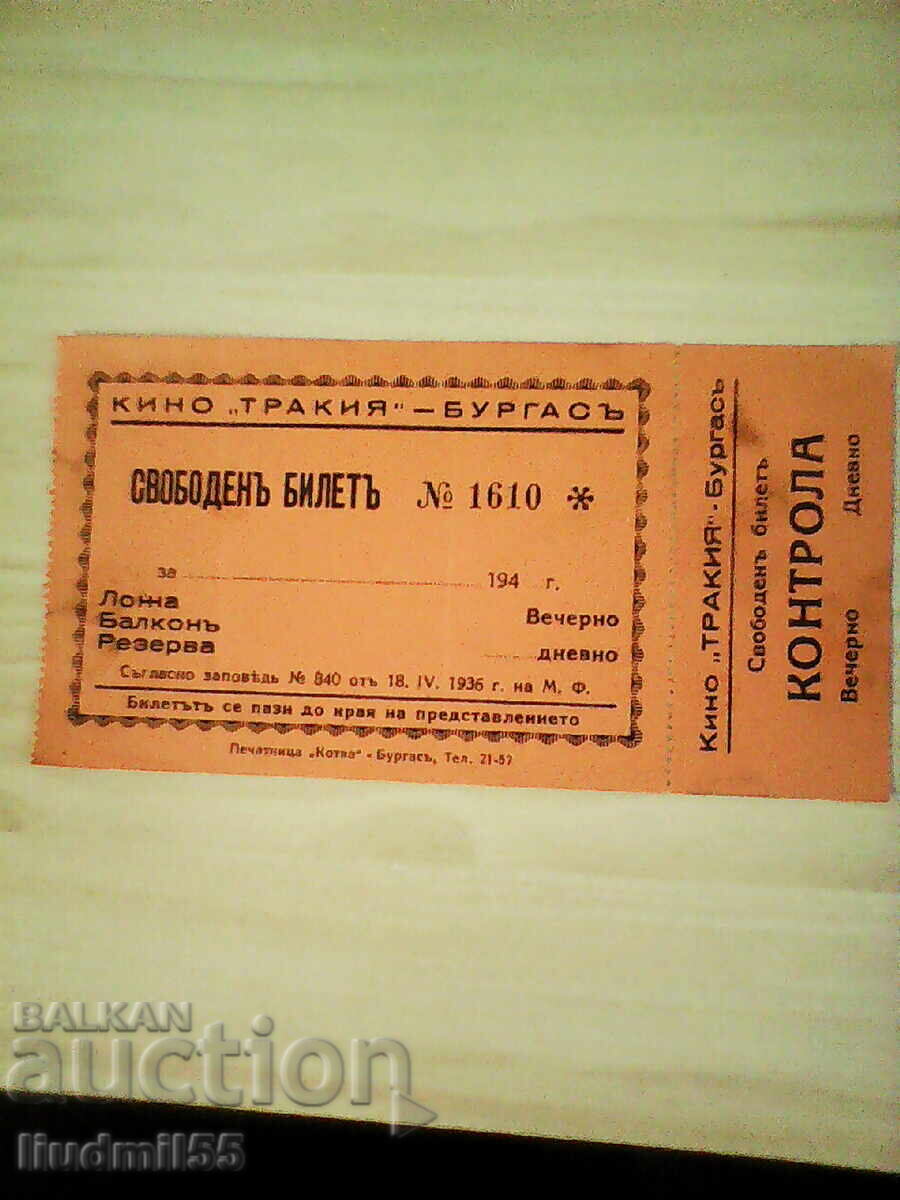 КИНО „ТРАКИЯ" – БУРГАСЪ
СВОБОДЕНЪ БИЛЕТЪ № 1610 *
за 194 г.
Ложа
Балконъ
Вечерно
Резерва
дневно
Съгласно заповѣдь № 840 отъ 18. IV. 1936 г. на М. Ф.
Билетътъ се пази до края на представлението
Печатница „Котва" - Бургасъ, Тел. 21-52
Кино „ТРАКИЯ" - Бургасъ
Свободенъ билетъ
КОНТРОЛА
Вечерно Дневно
BALKAN
auction
liudmil55